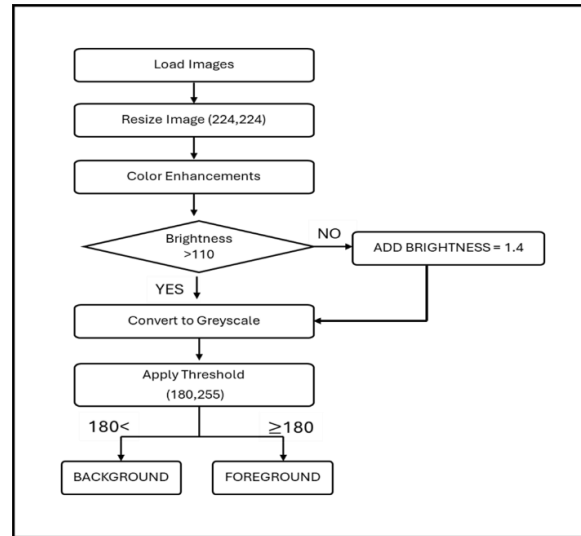 Load Images
Resize Image (224,224)
Color Enhancements
Brightness
>110
NO
ADD BRIGHTNESS = 1.4
YES
Convert to Greyscale
Apply Threshold
(180,255)
180<
≥180
BACKGROUND
FOREGROUND